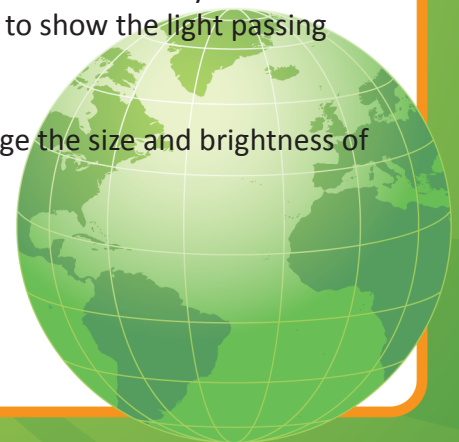 to show the light passing
ge the size and brightness of